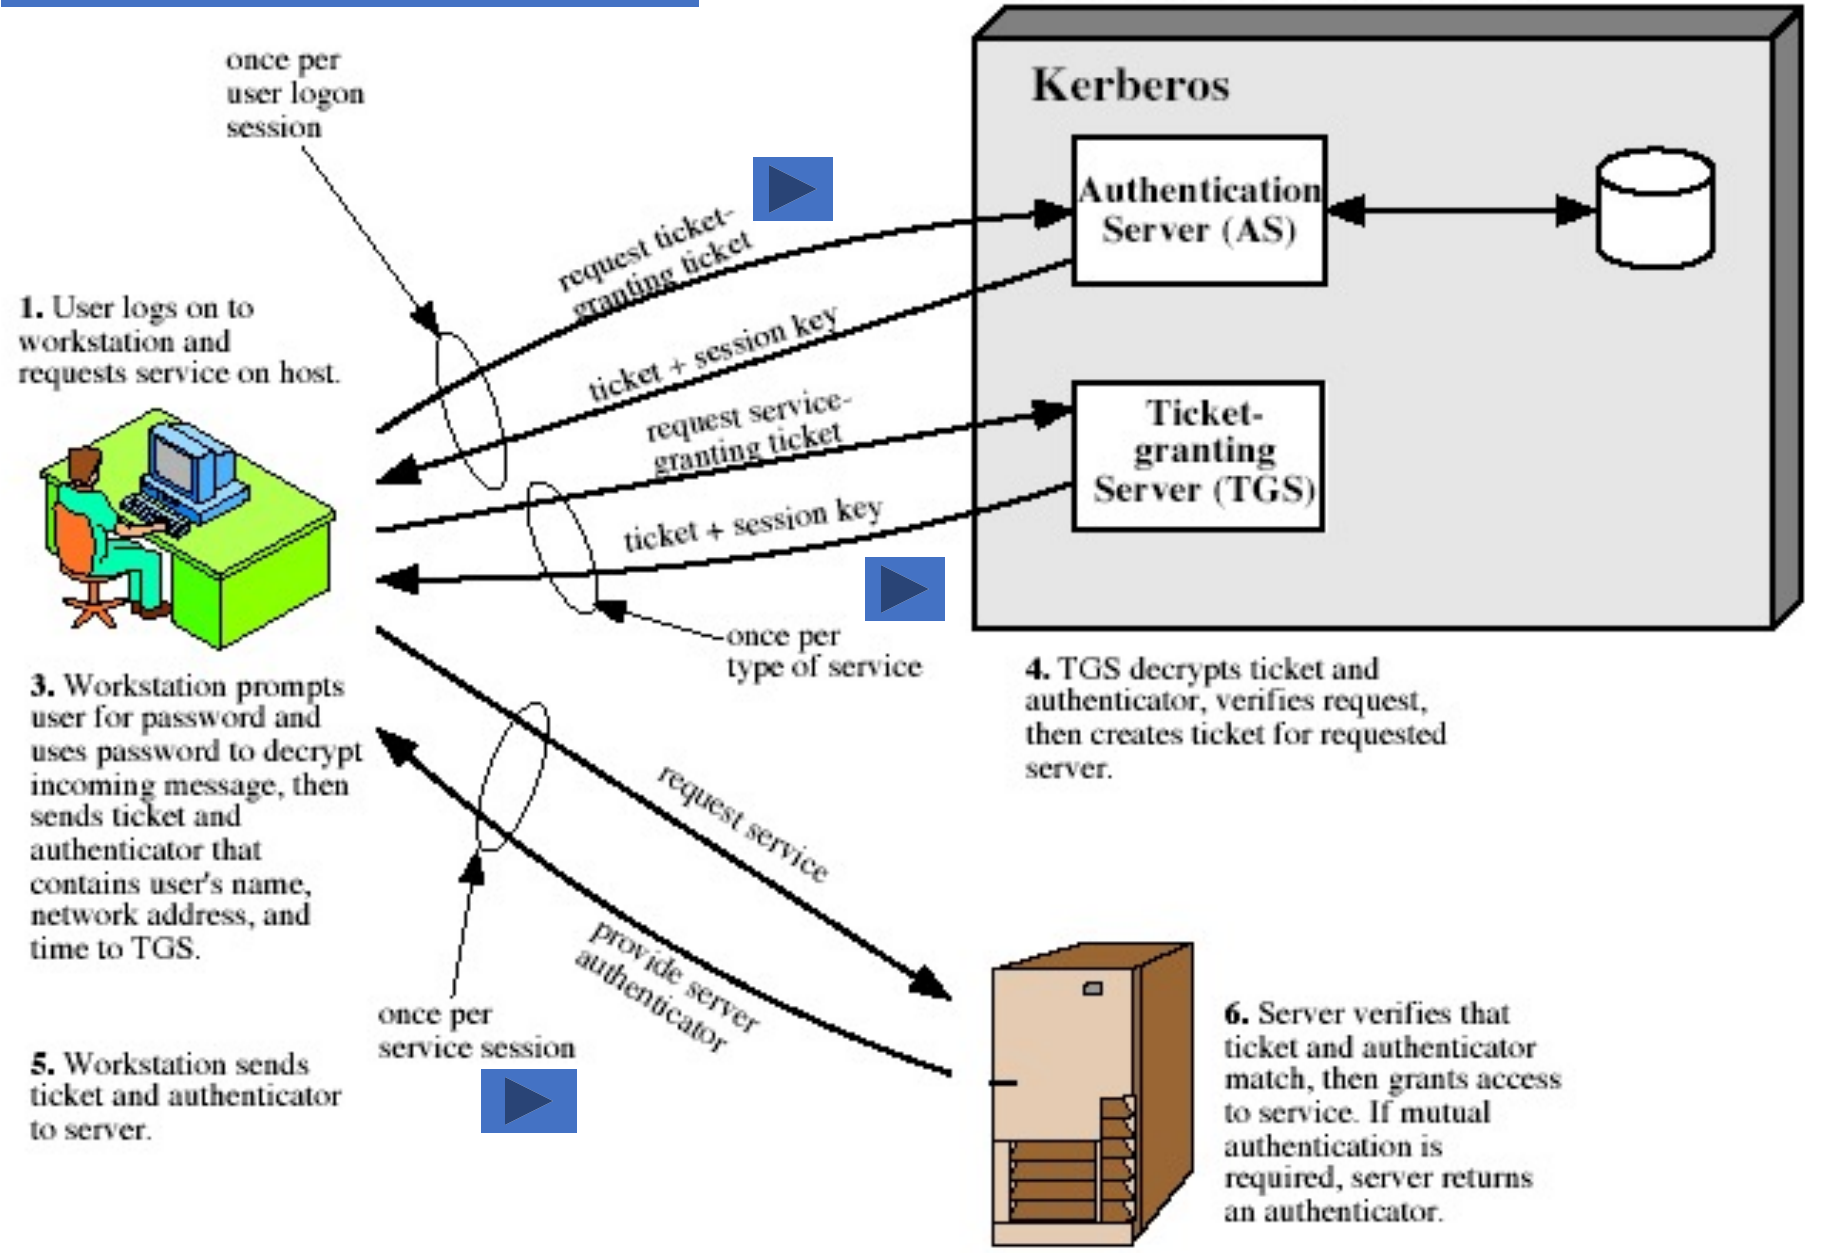 once per
user logon
session
Kerberos
Authentication
Server (AS)
request ticket-
granting ticket
1. User logs on to
workstation and
requests service on host.
ticket + session key
request service-
granting ticket
Ticket-
granting
Server (TGS)
ticket + session key
once per
type of service
3. Workstation prompts
user for password and
uses password to decrypt
incoming message, then
sends ticket and
authenticator that
contains user's name,
network address, and
time to TGS.
4. TGS decrypts ticket and
authenticator, verifies request,
then creates ticket for requested
server.
request service
provide server
authenticator
once per
service session
5. Workstation sends
ticket and authenticator
to server.
6. Server verifies that
ticket and authenticator
match, then grants access
to service. If mutual
authentication is
required, server returns
an authenticator.